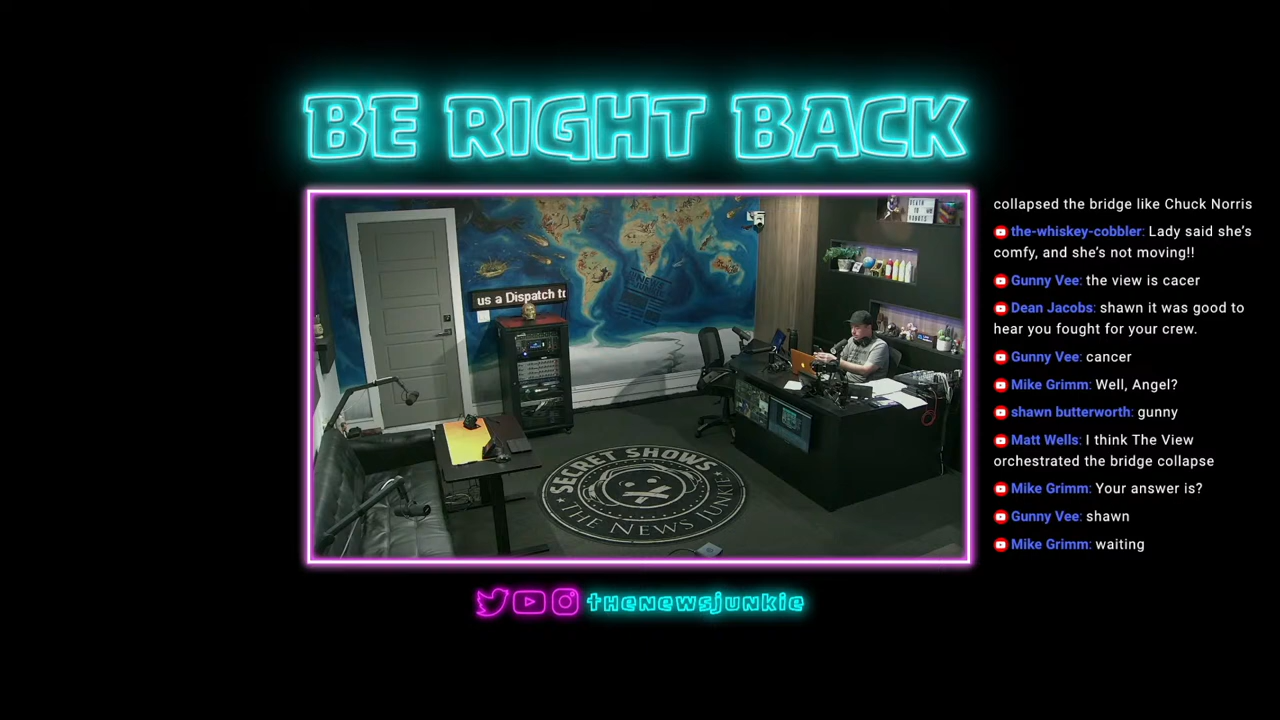 BE RIGHT BACK
us a Dispatch to
SECRET SHOWS
THE NEWS JUNKIE
thenewsjunkie
collapsed the bridge like Chuck Norris
the-whiskey-cobbler: Lady said she's
comfy, and she's not moving!!
Gunny Vee: the view is cacer
Dean Jacobs: shawn it was good to
hear you fought for your crew.
Gunny Vee: cancer
Mike Grimm: Well, Angel?
shawn butterworth: gunny
Matt Wells: I think The View
orchestrated the bridge collapse
Mike Grimm: Your answer is?
Gunny Vee: shawn
Mike Grimm: waiting